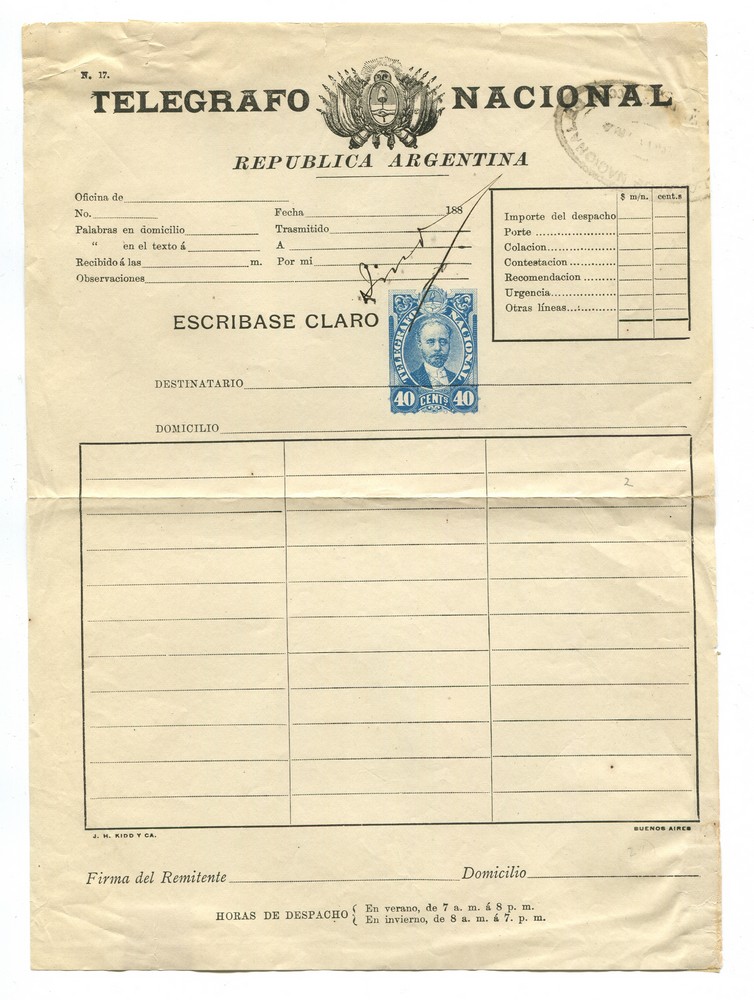 N. 17.
TELEGRAFO NACIONAL
REPUBLICA ARGENTINA
Oficina de
No. Fecha 188
Palabras en domicilio Trasmitido
" en el texto á A
Recibido á las m. Por mi
Observaciones
$ m/n. cent.s
Importe del despacho
Porte
Colacion
Contestacion
Recomendacion
Urgencia
Otras líneas
ESCRIBASE CLARO
TELEGRAFO NACIONAL
40 CENTS 40
DESTINATARIO
DOMICILIO
2
J. H. KIDD Y CA. BUENOS AIRES
Firma del Remitente Domicilio
HORAS DE DESPACHO { En verano, de 7 a. m. á 8 p. m.
En invierno, de 8 a. m. á 7. p. m.
NACIONAL